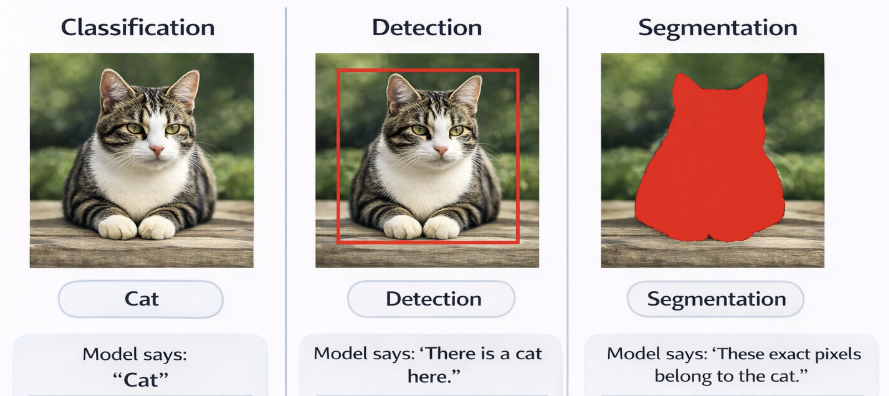 Classification
Cat
Model says:
“Cat”
Detection
Detection
Model says: ‘There is a cat
here.”
Segmentation
Segmentation
Model says: ‘These exact pixels
belong to the cat.”